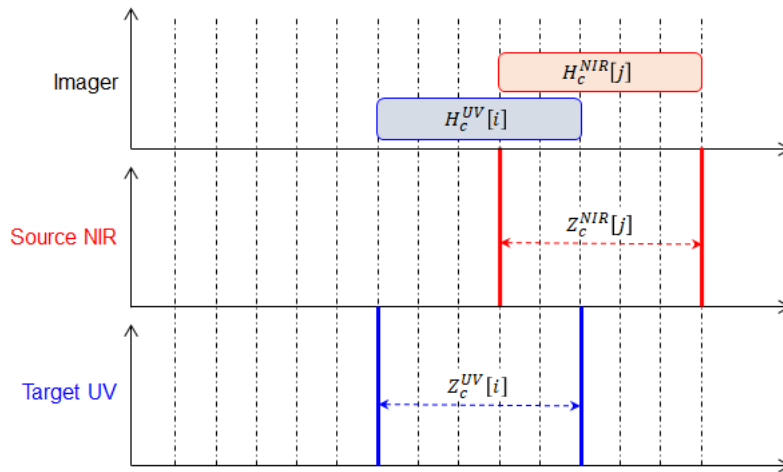 Imager
$H_c^{NIR}[j]$
$H_c^{UV}[i]$
Source NIR
$Z_c^{NIR}[j]$
Target UV
$Z_c^{UV}[i]$